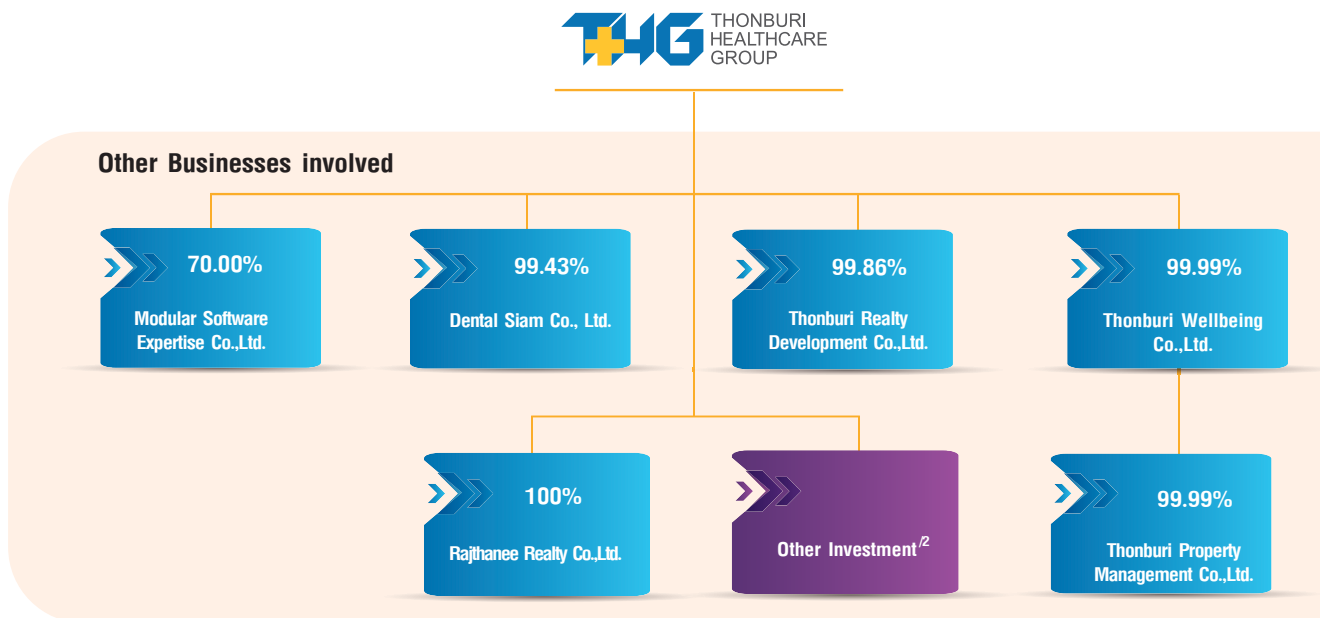 THG THONBURI
HEALTHCARE
GROUP
Other Businesses involved
70.00%
Modular Software
Expertise Co.,Ltd.
99.43%
Dental Siam Co., Ltd.
99.86%
Thonburi Realty
Development Co.,Ltd.
99.99%
Thonburi Wellbeing
Co.,Ltd.
100%
Rajthanee Realty Co.,Ltd.
Other Investment/2
99.99%
Thonburi Property
Management Co.,Ltd.